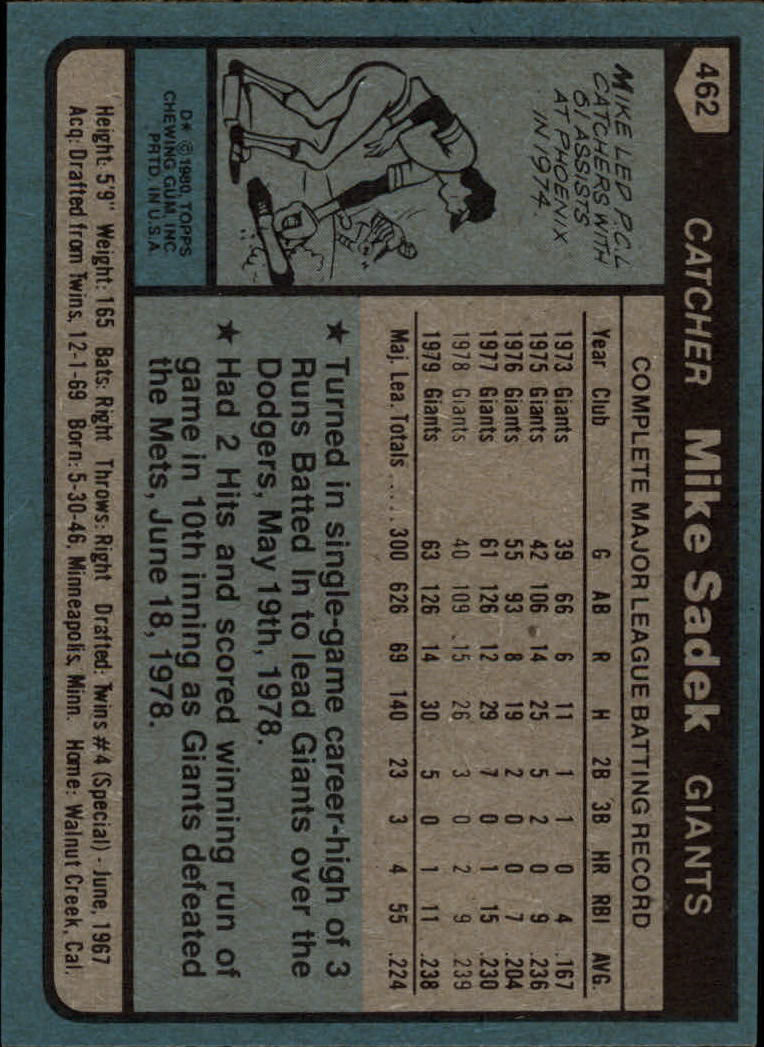 462
CATCHER Mike Sadek GIANTS
MIKE LED P.C.L
CATCHERS WITH
61 ASSISTS
AT PHOENIX
IN 1974.
D* © 1980, TOPPS
CHEWING GUM, INC.
PRTD. IN U.S.A.
COMPLETE MAJOR LEAGUE BATTING RECORD
Year Club G AB R H 2B 3B HR RBI AVG.
1973 Giants 39 66 6 11 1 1 0 4 .167
1975 Giants 42 106 14 25 5 2 0 9 .236
1976 Giants 55 93 8 19 2 0 0 7 .204
1977 Giants 61 126 12 29 7 0 1 15 .230
1978 Giants 40 109 15 26 3 0 2 9 .239
1979 Giants 63 126 14 30 5 0 1 11 .238
Maj. Lea. Totals ..... 300 626 69 140 23 3 4 55 .224
★ Turned in single-game career-high of 3
Runs Batted In to lead Giants over the
Dodgers, May 19th, 1978.
★ Had 2 Hits and scored winning run of
game in 10th inning as Giants defeated
the Mets, June 18, 1978.
Height: 5'9" Weight: 165 Bats: Right Throws: Right Drafted: Twins #4 (Special) - June, 1967
Acq: Drafted from Twins, 12-1-69 Born: 5-30-46, Minneapolis, Minn. Home: Walnut Creek, Cal.